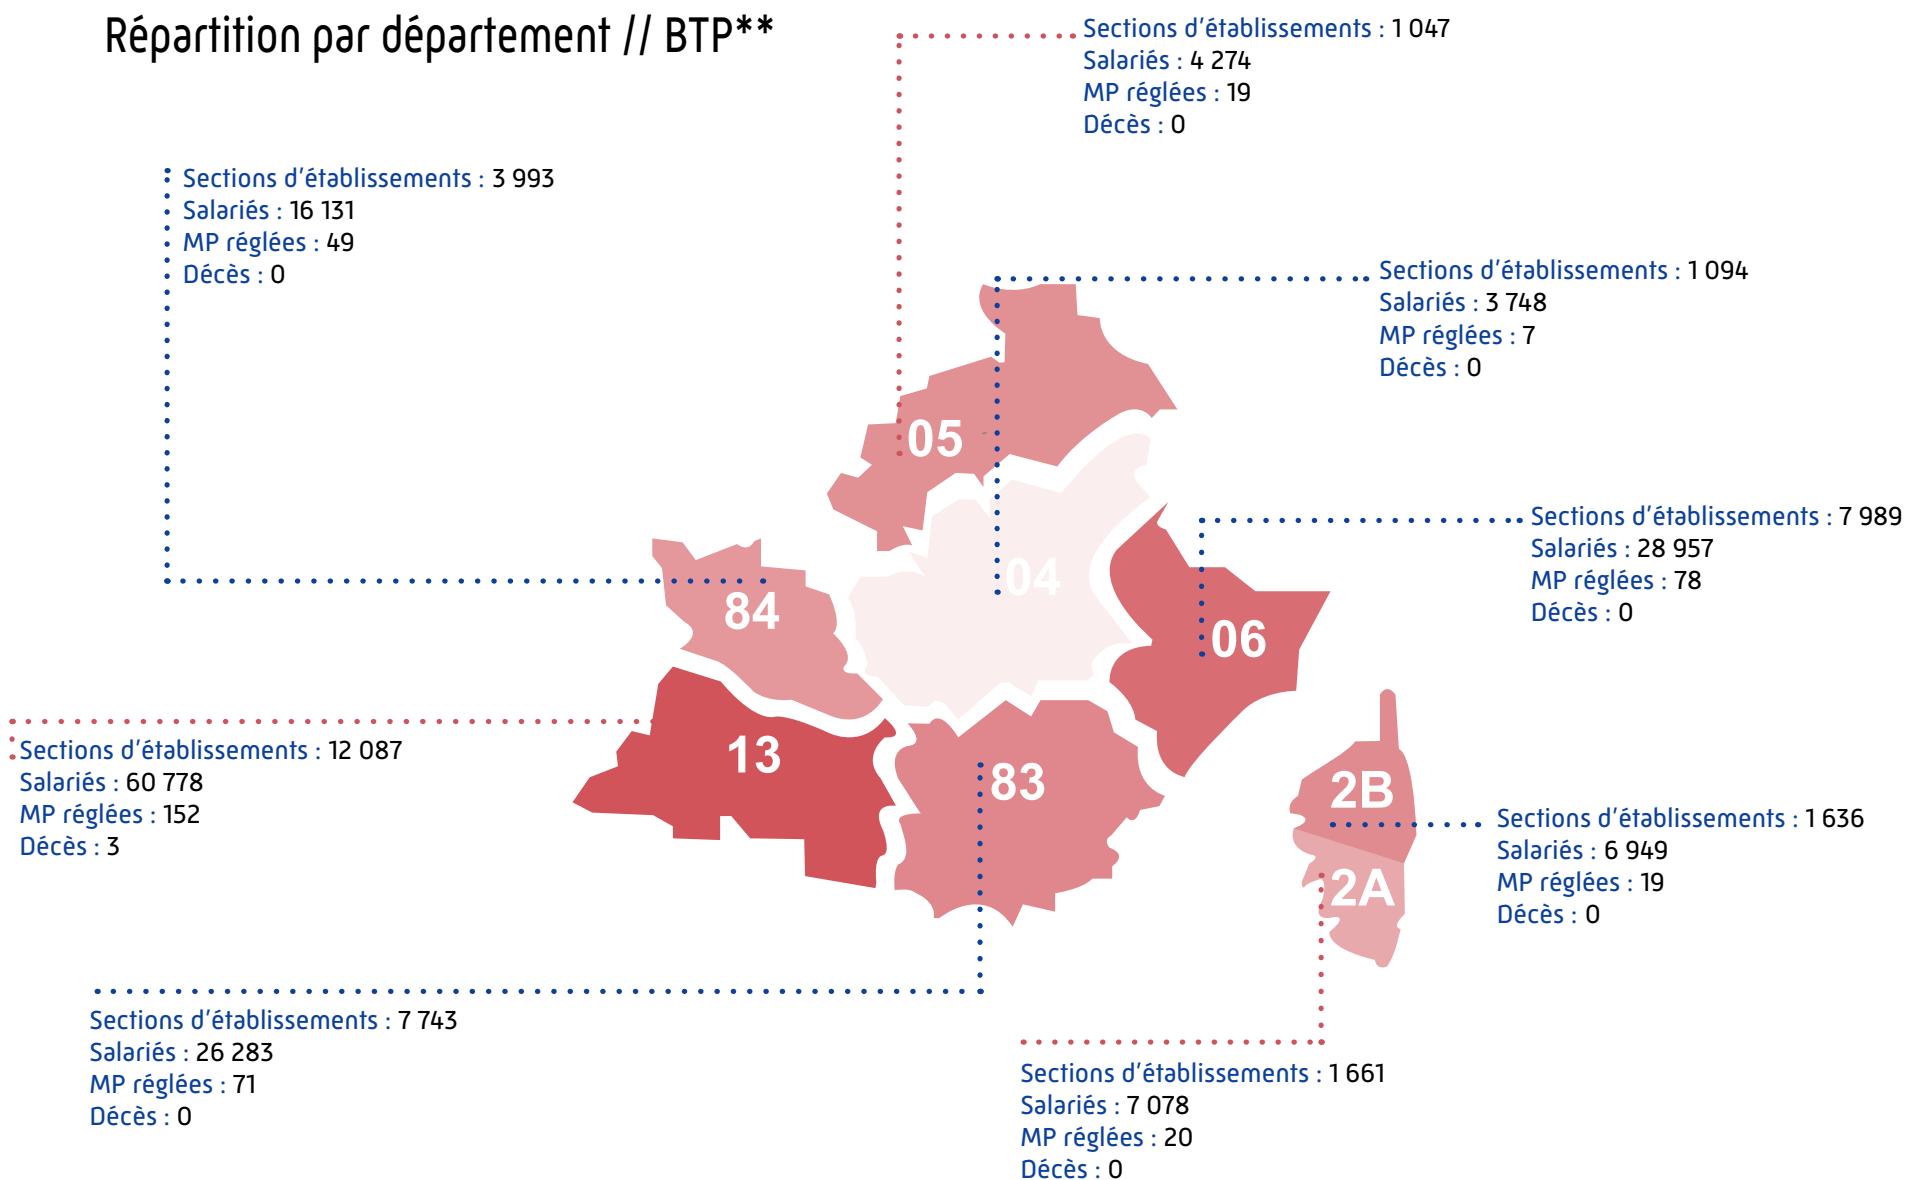 Répartition par département // BTP**
Sections d'établissements : 1 047
Salariés : 4 274
MP réglées : 19
Décès : 0
Sections d'établissements : 3 993
Salariés : 16 131
MP réglées : 49
Décès : 0
Sections d'établissements : 1 094
Salariés : 3 748
MP réglées : 7
Décès : 0
05
Sections d'établissements : 7 989
Salariés : 28 957
MP réglées : 78
Décès : 0
04
84
06
Sections d'établissements : 12 087
Salariés : 60 778
MP réglées : 152
Décès : 3
13
83
2B
Sections d'établissements : 1 636
Salariés : 6 949
MP réglées : 19
Décès : 0
2A
Sections d'établissements : 7 743
Salariés : 26 283
MP réglées : 71
Décès : 0
Sections d'établissements : 1 661
Salariés : 7 078
MP réglées : 20
Décès : 0